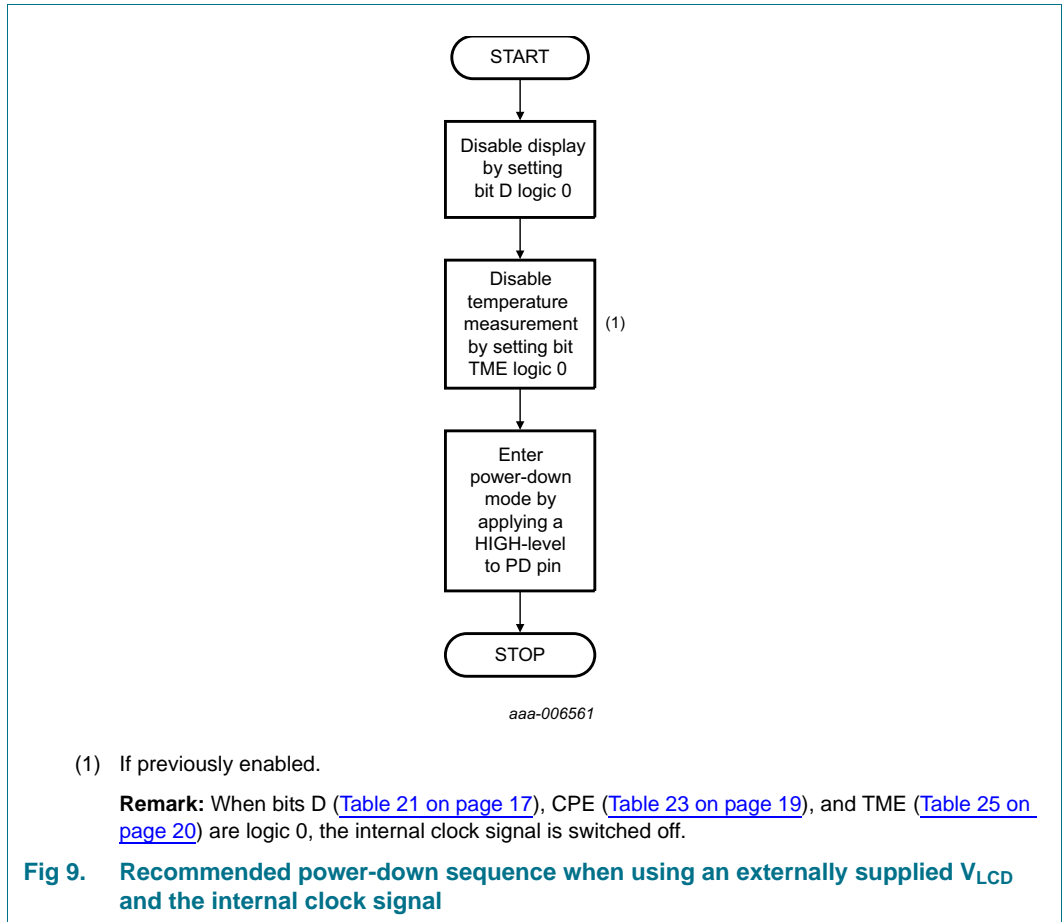 START
Disable display
by setting
bit D logic 0
Disable
temperature
measurement
by setting bit
TME logic 0
(1)
Enter
power-down
mode by
applying a
HIGH-level
to PD pin
STOP
aaa-006561
(1) If previously enabled.
Remark: When bits D (Table 21 on page 17), CPE (Table 23 on page 19), and TME (Table 25 on
page 20) are logic 0, the internal clock signal is switched off.
Fig 9. Recommended power-down sequence when using an externally supplied VLCD
and the internal clock signal